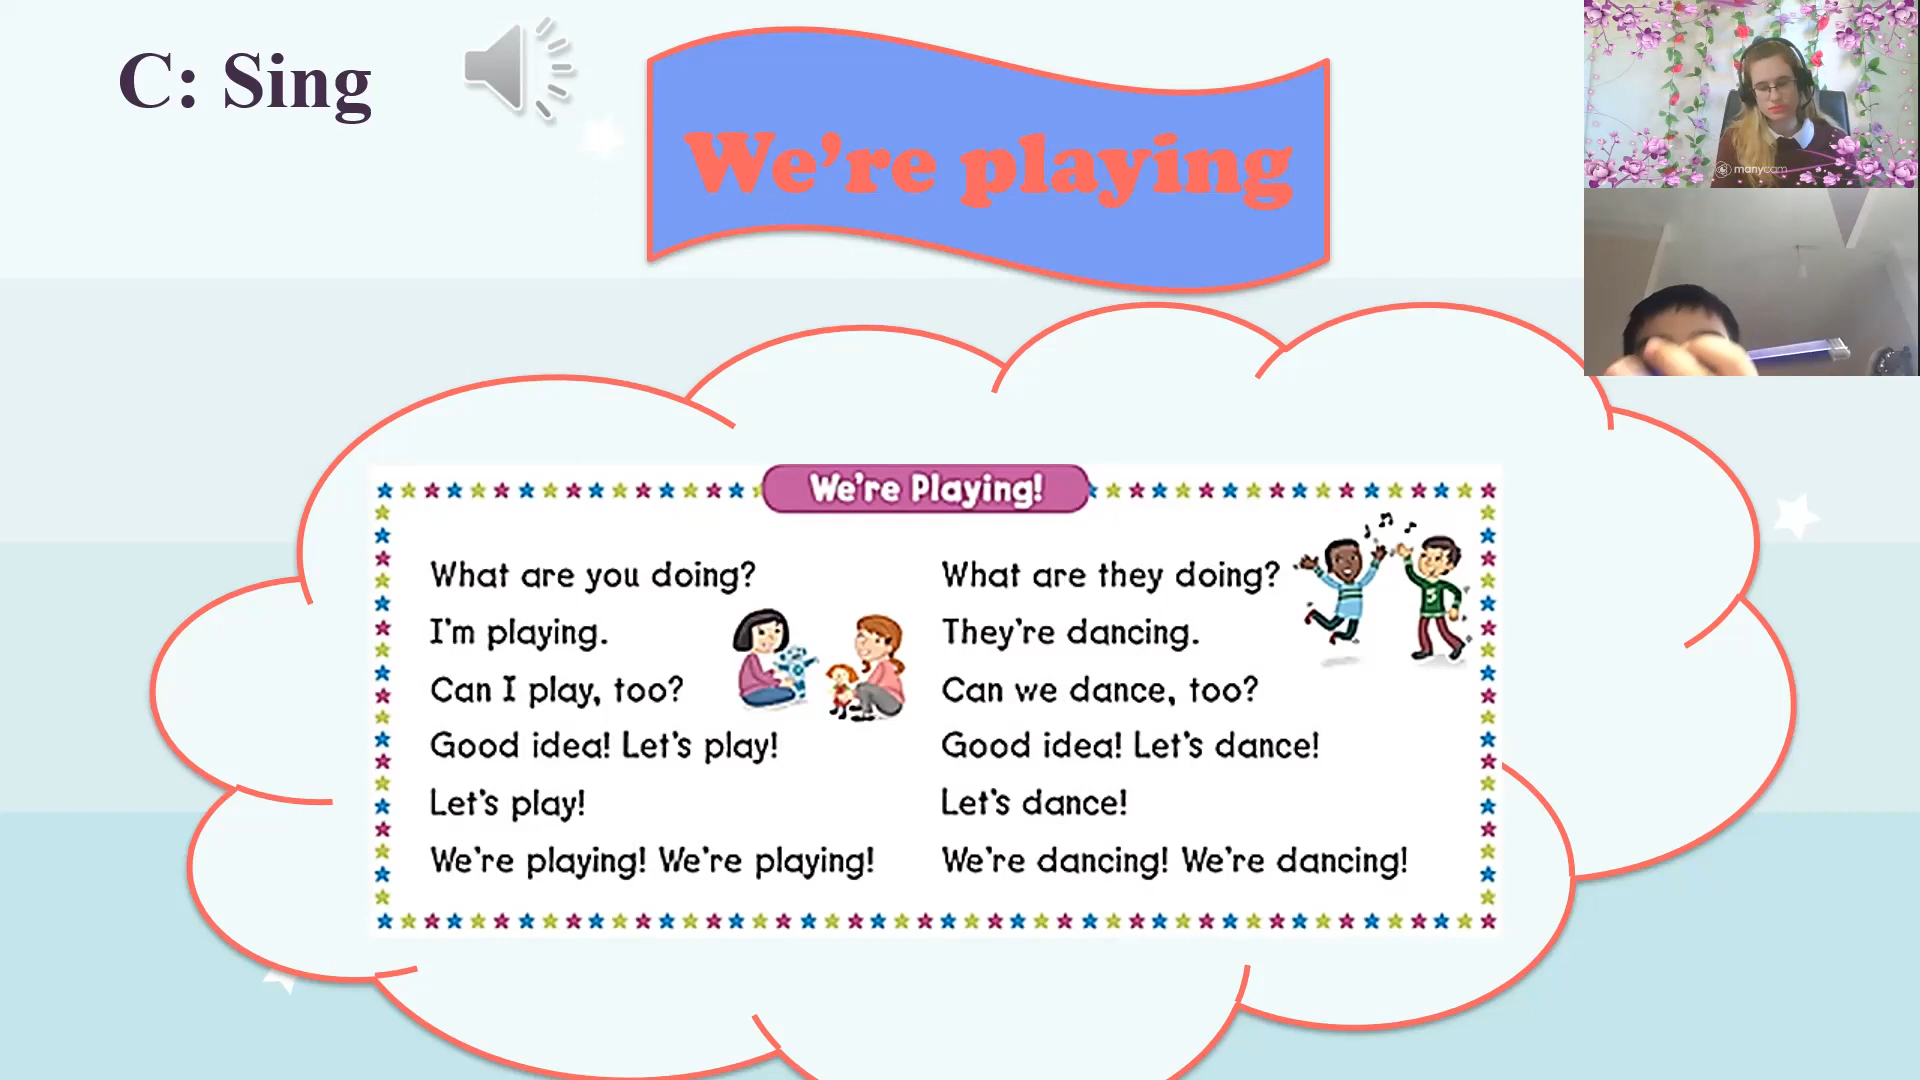 C: Sing
We're playing
manycam
We're Playing!
What are you doing?
I'm playing.
Can I play, too?
Good idea! Let's play!
Let's play!
We're playing! We're playing!
What are they doing?
They're dancing.
Can we dance, too?
Good idea! Let's dance!
Let's dance!
We're dancing! We're dancing!